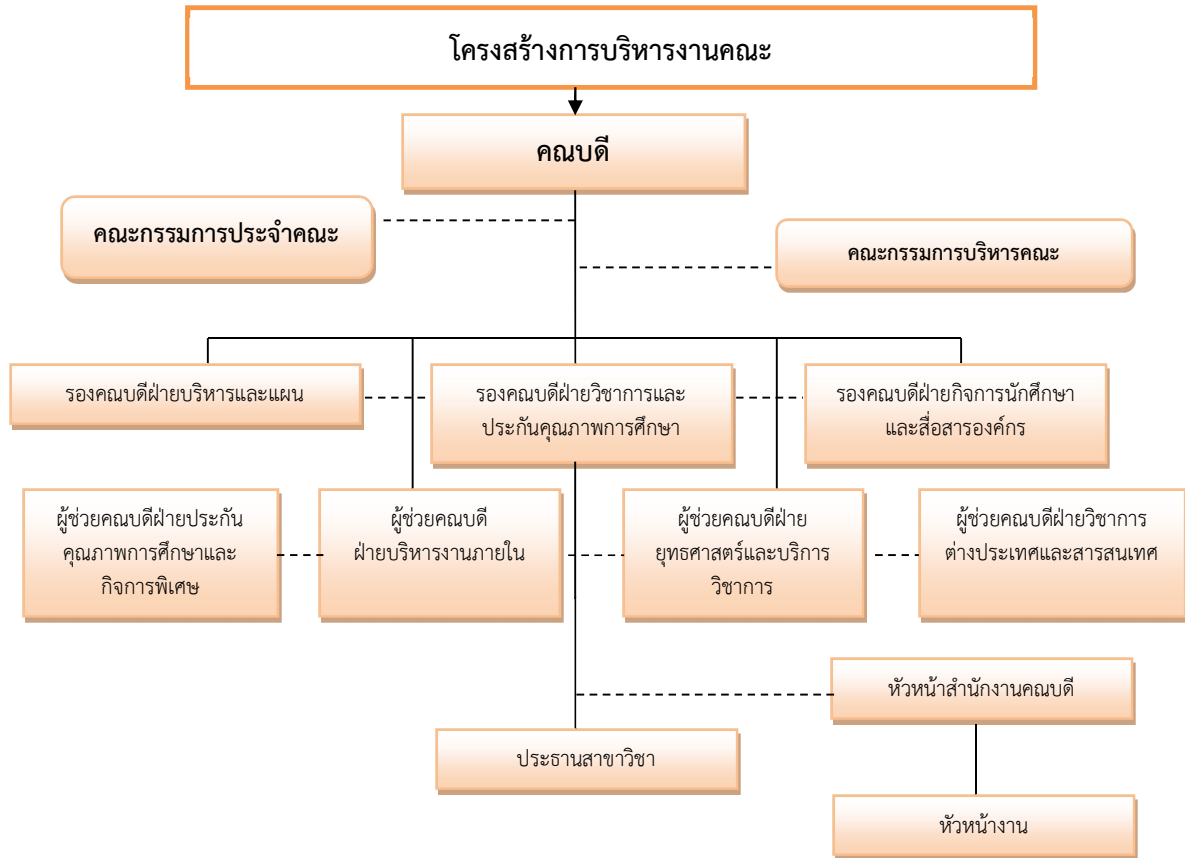 โครงสร้างการบริหารงานคณะ
คณบดี
คณะกรรมการประจำคณะ
คณะกรรมการบริหารคณะ
รองคณบดีฝ่ายบริหารและแผน
รองคณบดีฝ่ายวิชาการและ
ประกันคุณภาพการศึกษา
รองคณบดีฝ่ายกิจการนักศึกษา
และสื่อสารองค์กร
ผู้ช่วยคณบดีฝ่ายประกัน
คุณภาพการศึกษาและ
กิจการพิเศษ
ผู้ช่วยคณบดี
ฝ่ายบริหารงานภายใน
ผู้ช่วยคณบดีฝ่าย
ยุทธศาสตร์และบริการ
วิชาการ
ผู้ช่วยคณบดีฝ่ายวิชาการ
ต่างประเทศและสารสนเทศ
หัวหน้าสำนักงานคณบดี
ประธานสาขาวิชา
หัวหน้างาน